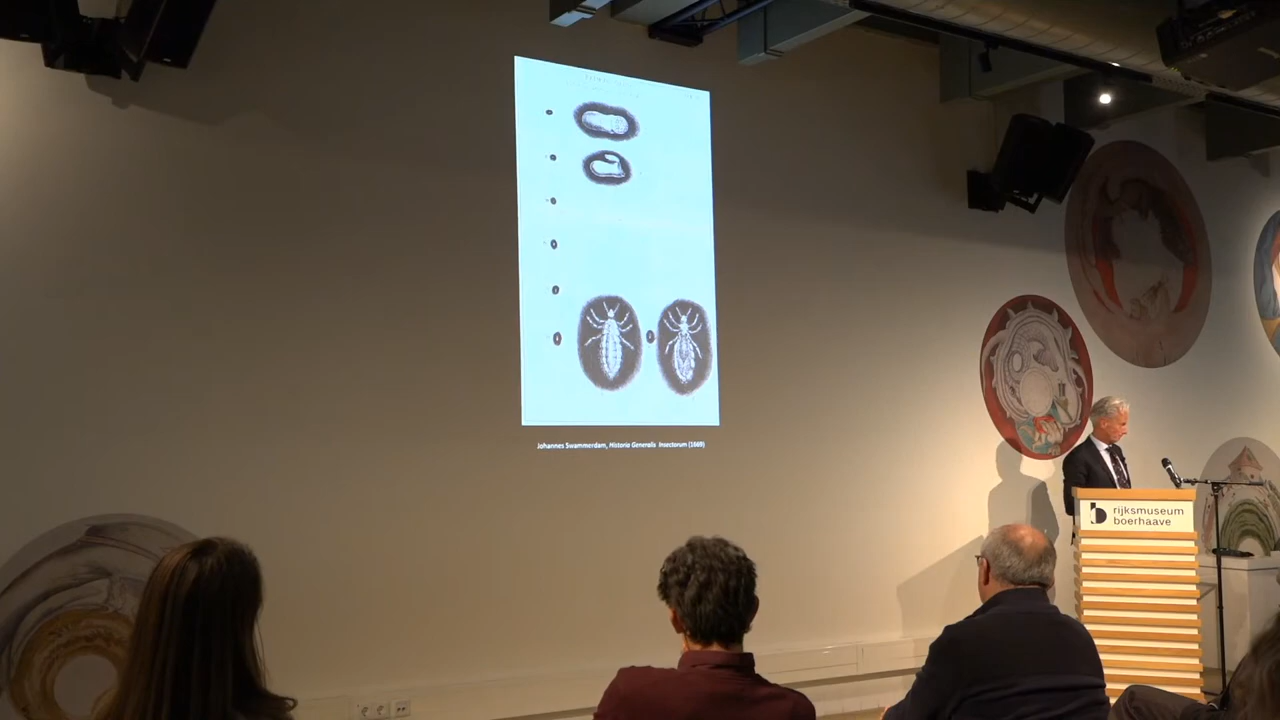 Johannes Swammerdam, Historia Generalis Insectorum (1669)
rijksmuseum
boerhaave